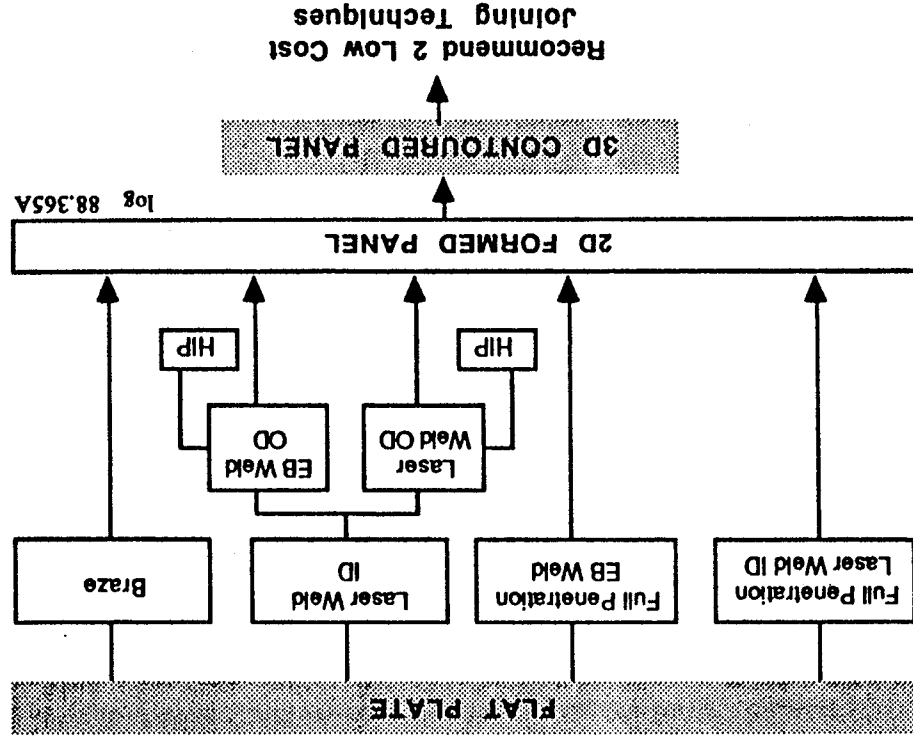 FLAT PLATE
Full Penetration
Laser Weld ID
Full Penetration
EB Weld
Laser Weld
ID
Braze
Laser
Weld OD
EB Weld
OD
HIP
HIP
2D FORMED PANEL
log 88.365A
3D CONTOURED PANEL
Recommend 2 Low Cost
Joining Techniques